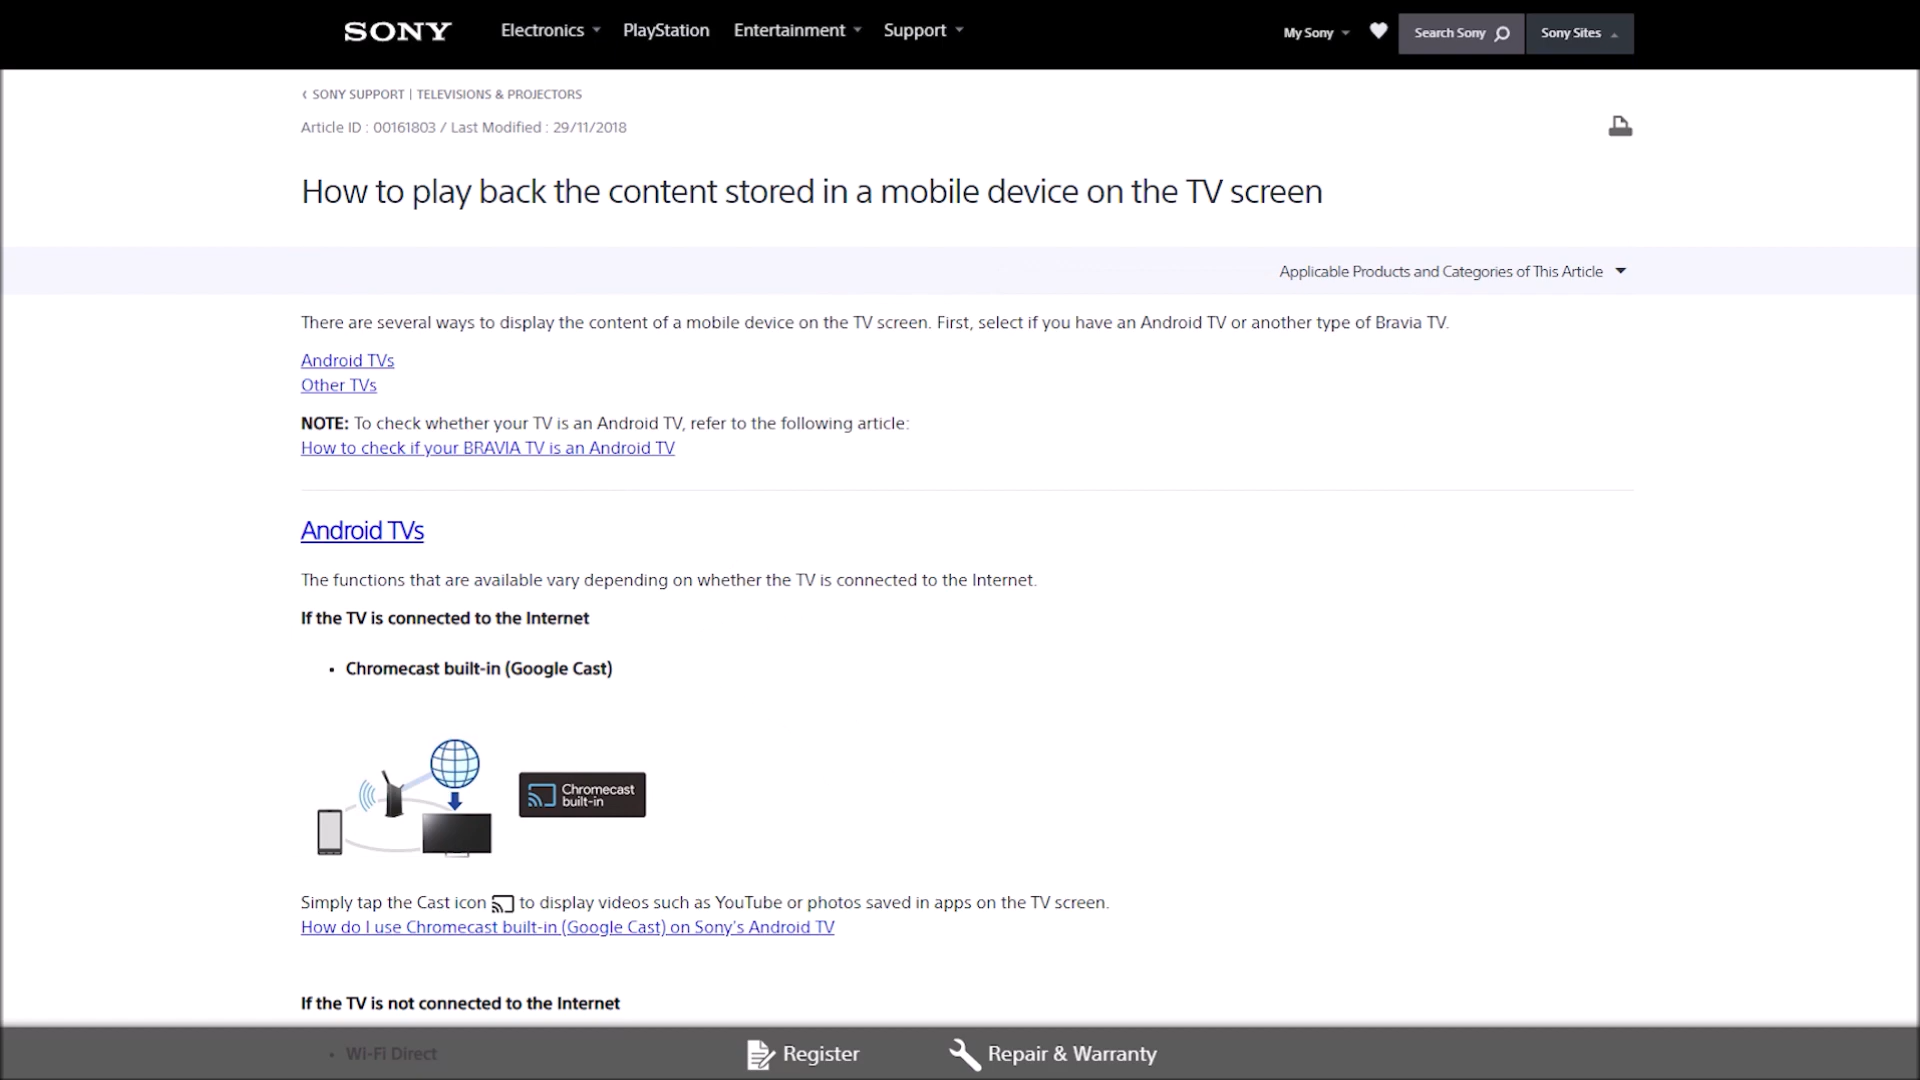 SONY Electronics PlayStation Entertainment Support My Sony Search Sony Sony Sites
SONY SUPPORT | TELEVISIONS & PROJECTORS
Article ID : 00161803 / Last Modified : 29/11/2018
How to play back the content stored in a mobile device on the TV screen
Applicable Products and Categories of This Article
There are several ways to display the content of a mobile device on the TV screen. First, select if you have an Android TV or another type of Bravia TV.
Android TVs
Other TVs
NOTE: To check whether your TV is an Android TV, refer to the following article:
How to check if your BRAVIA TV is an Android TV
Android TVs
The functions that are available vary depending on whether the TV is connected to the Internet.
If the TV is connected to the Internet
• Chromecast built-in (Google Cast)
Chromecast
built-in
Simply tap the Cast icon to display videos such as YouTube or photos saved in apps on the TV screen.
How do I use Chromecast built-in (Google Cast) on Sony's Android TV
If the TV is not connected to the Internet
• Wi-Fi Direct
Register Repair & Warranty